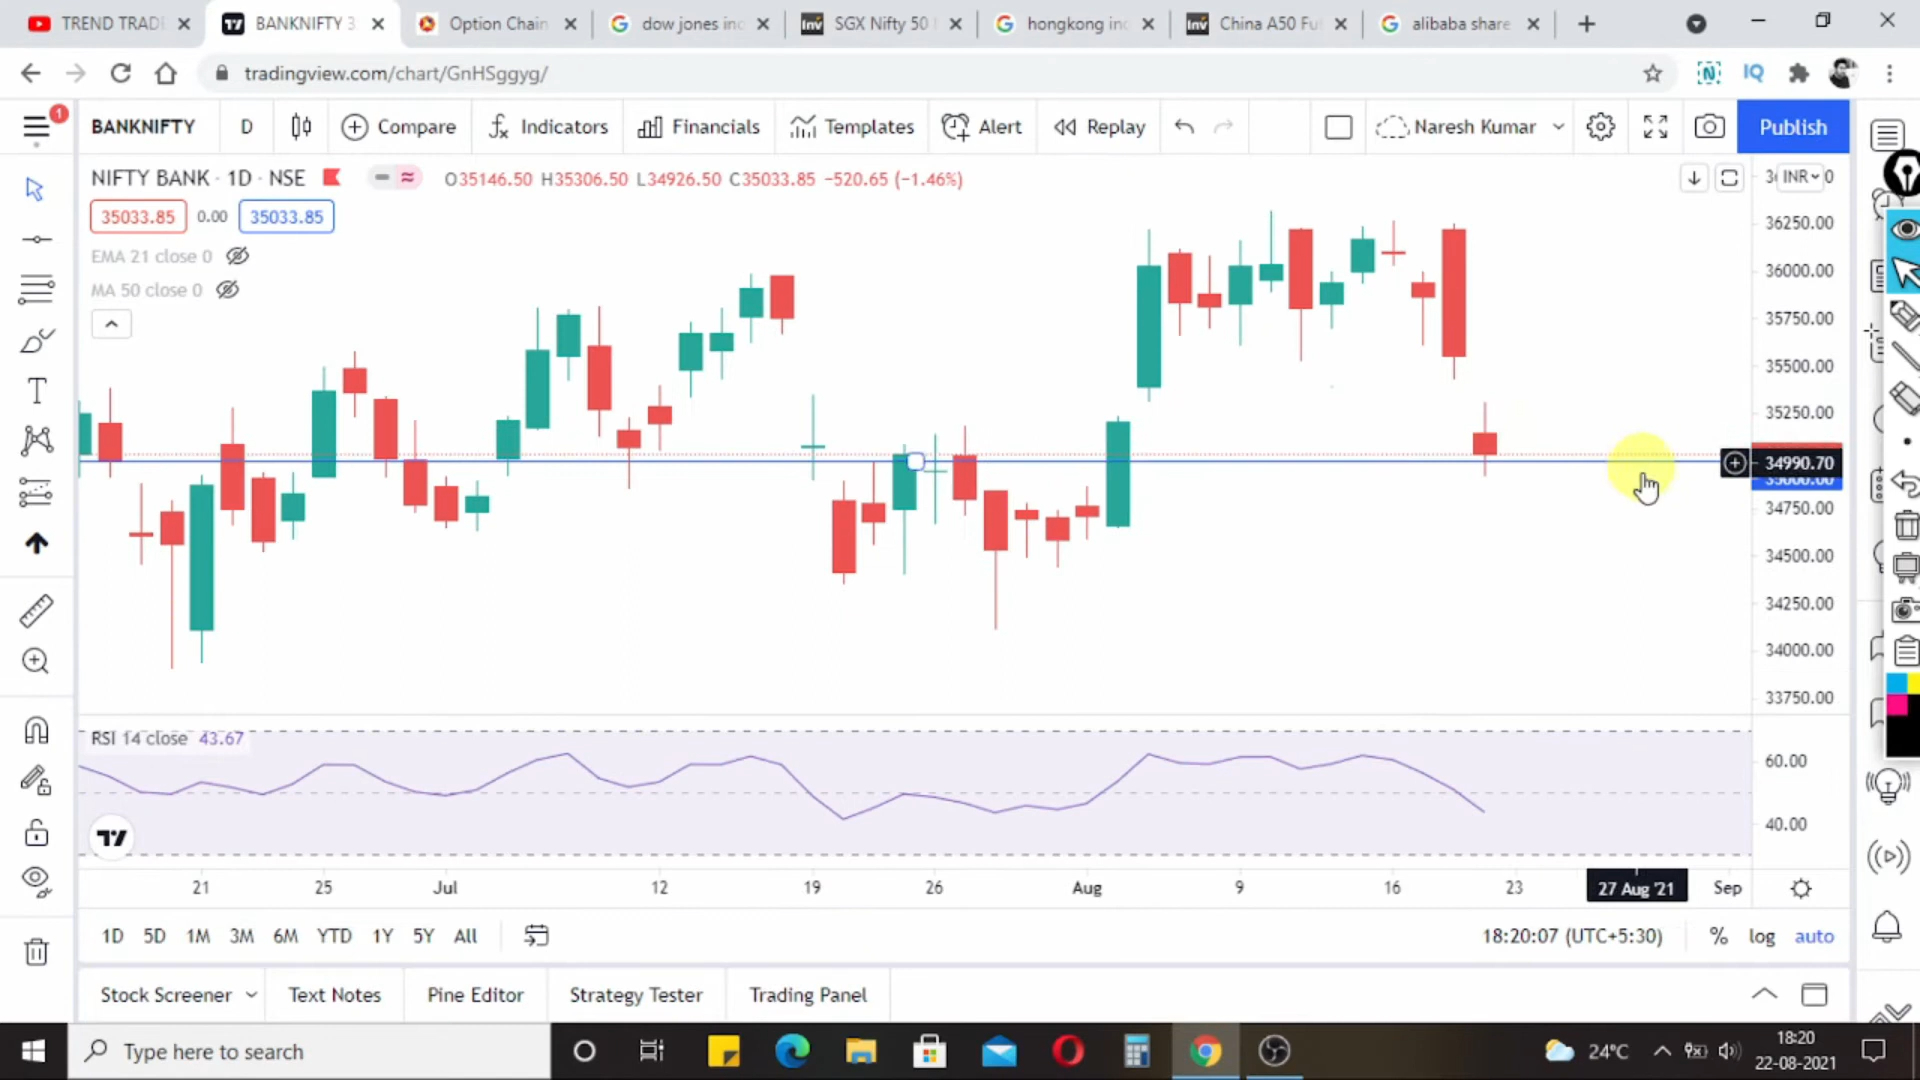 TREND TRAD
BANKNIFTY 3
Option Chain
dow jones inc
Inv SGX Nifty 50
hongkong inc
Inv China A50 Fu
alibaba share
tradingview.com/chart/GnHSggyg/
IQ
1
BANKNIFTY D Compare Indicators Financials Templates Alert Replay Naresh Kumar Publish
NIFTY BANK · 1D · NSE O35146.50 H35306.50 L34926.50 C35033.85 −520.65 (−1.46%)
INR
35033.85 0.00 35033.85
EMA 21 close 0
MA 50 close 0
36250.00
36000.00
35750.00
35500.00
35250.00
34990.70
35000.00
34750.00
34500.00
34250.00
34000.00
33750.00
RSI 14 close 43.67
60.00
40.00
21 25 Jul 12 19 26 Aug 9 16 23 27 Aug '21 Sep
1D 5D 1M 3M 6M YTD 1Y 5Y All 18:20:07 (UTC+5:30) % log auto
Stock Screener Text Notes Pine Editor Strategy Tester Trading Panel
Type here to search
24°C
18:20
22-08-2021